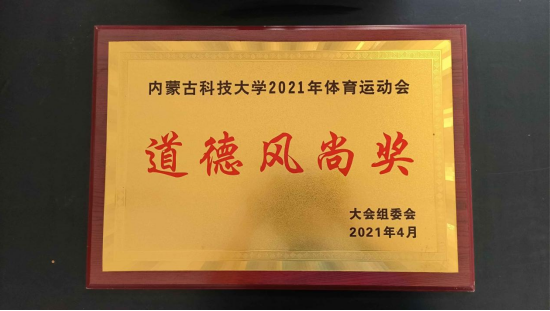 内蒙古科技大学2021年体育运动会
道德风尚奖
大会组委会
2021年4月